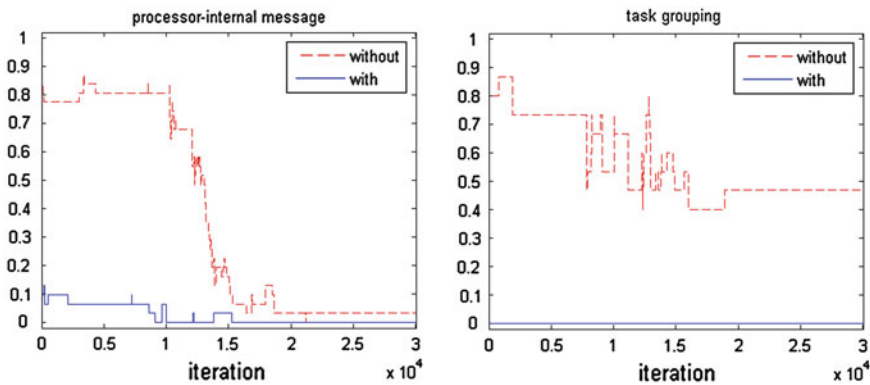 processor-internal message
1
0.9
0.8
0.7
0.6
0.5
0.4
0.3
0.2
0.1
0
without
with
0 0.5 1 1.5 2 2.5 3
iteration
x 10^4
task grouping
1
0.9
0.8
0.7
0.6
0.5
0.4
0.3
0.2
0.1
0
without
with
0 0.5 1 1.5 2 2.5 3
iteration
x 10^4